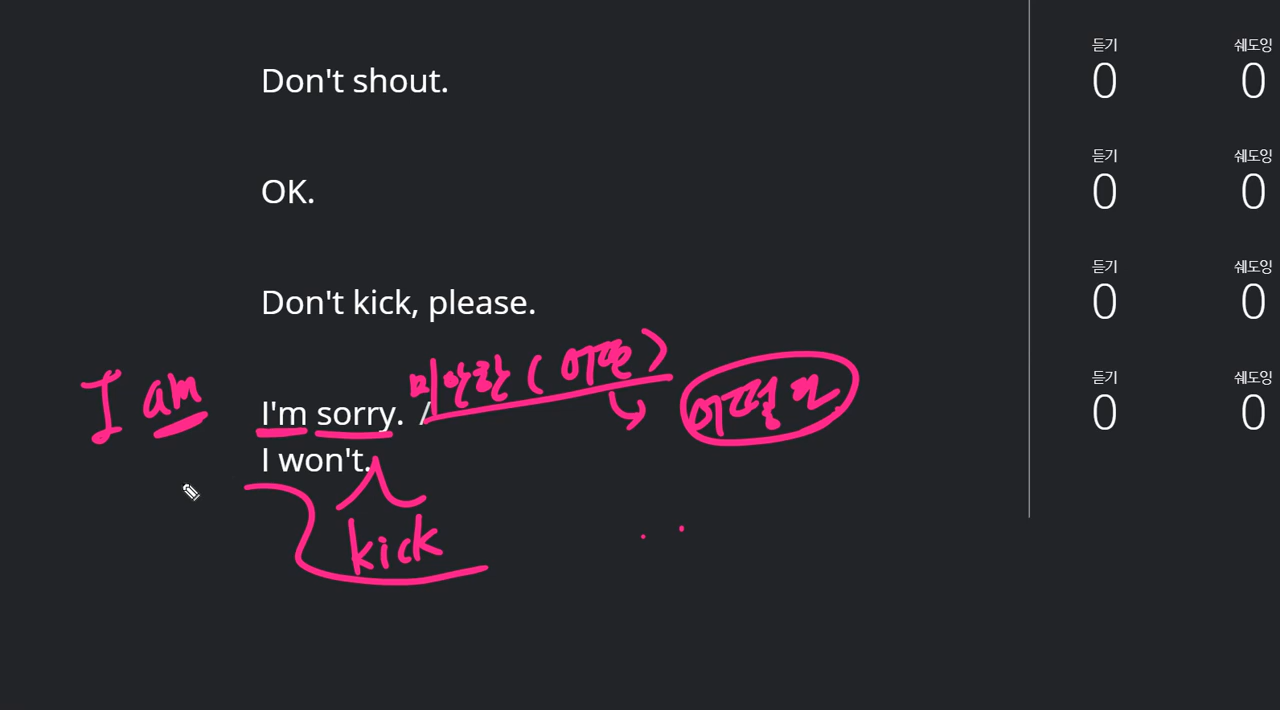 듣기 쉐도잉
Don't shout. 0 0
듣기 쉐도잉
OK. 0 0
듣기 쉐도잉
Don't kick, please. 0 0
미안한 (어떤)
I am
I'm sorry. / 어떨 것
듣기 쉐도잉
0 0
I won't.
kick